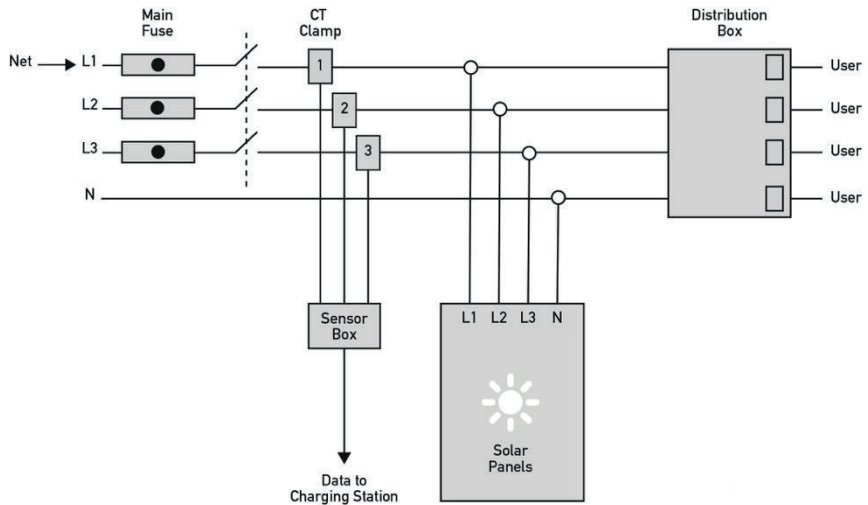 Main
Fuse
CT
Clamp
Distribution
Box
Net
L1
1
User
L2
2
User
L3
3
User
N
User
Sensor
Box
L1 L2 L3 N
Solar
Panels
Data to
Charging Station